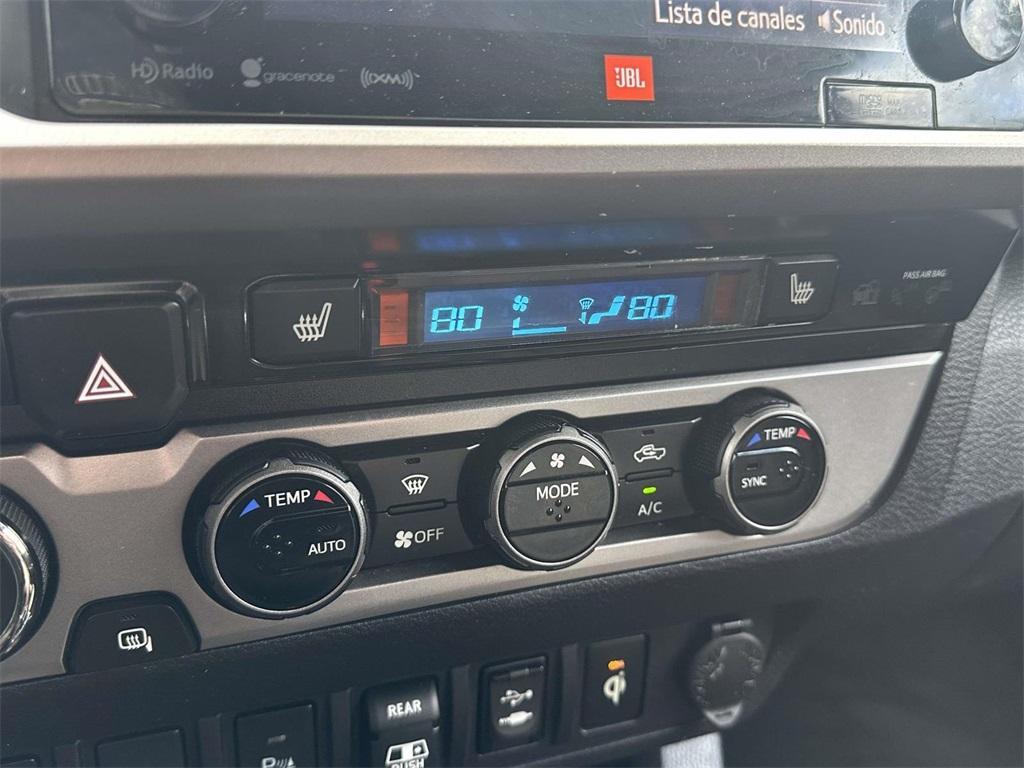 Lista de canales Sonido
HD Radio gracenote ((XM)) JBL
PASS AIR BAG
80 80
TEMP
AUTO
OFF
MODE
A/C
TEMP
SYNC
REAR
PUSH
qi